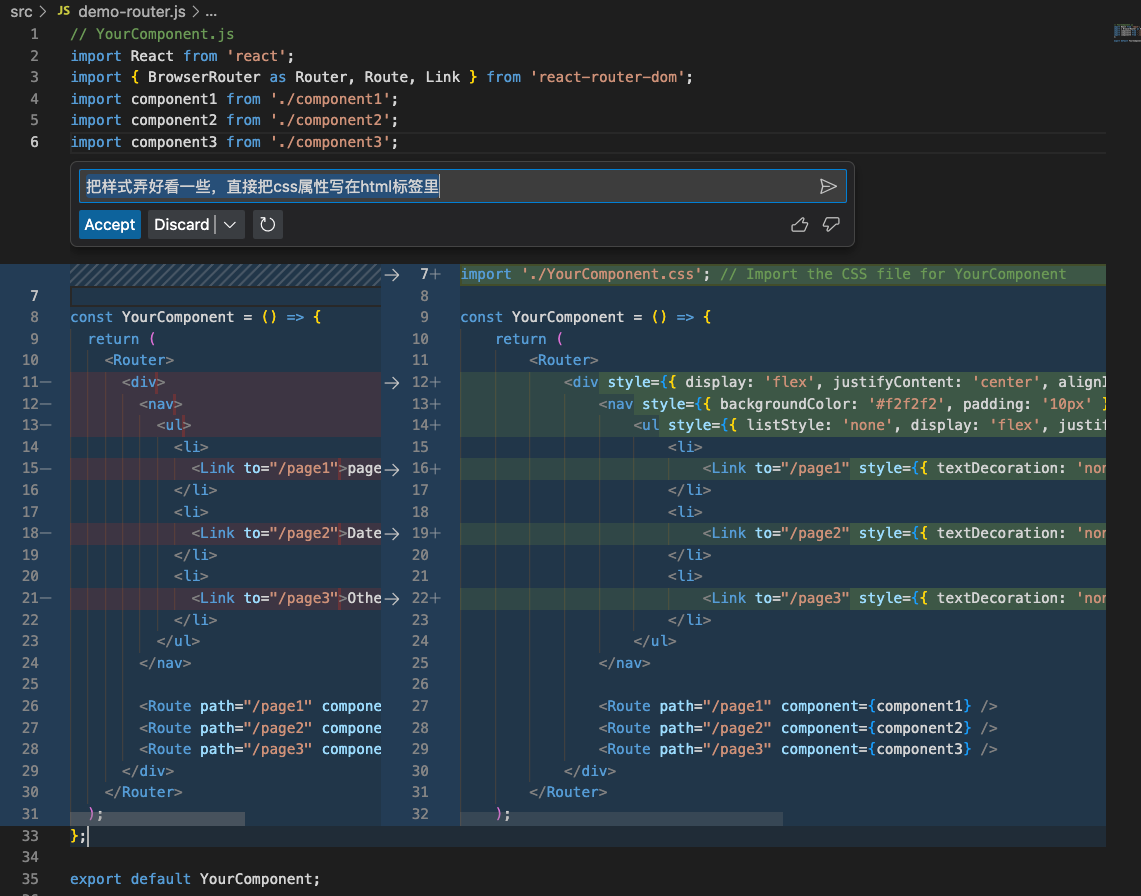 src > JS demo-router.js > ...
1 // YourComponent.js
2 import React from 'react';
3 import { BrowserRouter as Router, Route, Link } from 'react-router-dom';
4 import component1 from './component1';
5 import component2 from './component2';
6 import component3 from './component3';
把样式弄好看一些，直接把css属性写在html标签里
Accept Discard
7
8 const YourComponent = () => {
9 return (
10 <Router>
11— <div>
12— <nav>
13— <ul>
14 <li>
15— <Link to="/page1">page
16 </li>
17 <li>
18— <Link to="/page2">Date
19 </li>
20 <li>
21— <Link to="/page3">Othe
22 </li>
23 </ul>
24 </nav>
25
26 <Route path="/page1" compone
27 <Route path="/page2" compone
28 <Route path="/page3" compone
29 </div>
30 </Router>
31 );
7+ import './YourComponent.css'; // Import the CSS file for YourComponent
8
9 const YourComponent = () => {
10 return (
11 <Router>
12+ <div style={{ display: 'flex', justifyContent: 'center', alignI
13+ <nav style={{ backgroundColor: '#f2f2f2', padding: '10px' }
14+ <ul style={{ listStyle: 'none', display: 'flex', justif
15 <li>
16+ <Link to="/page1" style={{ textDecoration: 'non
17 </li>
18 <li>
19+ <Link to="/page2" style={{ textDecoration: 'non
20 </li>
21 <li>
22+ <Link to="/page3" style={{ textDecoration: 'non
23 </li>
24 </ul>
25 </nav>
26
27 <Route path="/page1" component={component1} />
28 <Route path="/page2" component={component2} />
29 <Route path="/page3" component={component3} />
30 </div>
31 </Router>
32 );
33 };
34
35 export default YourComponent;